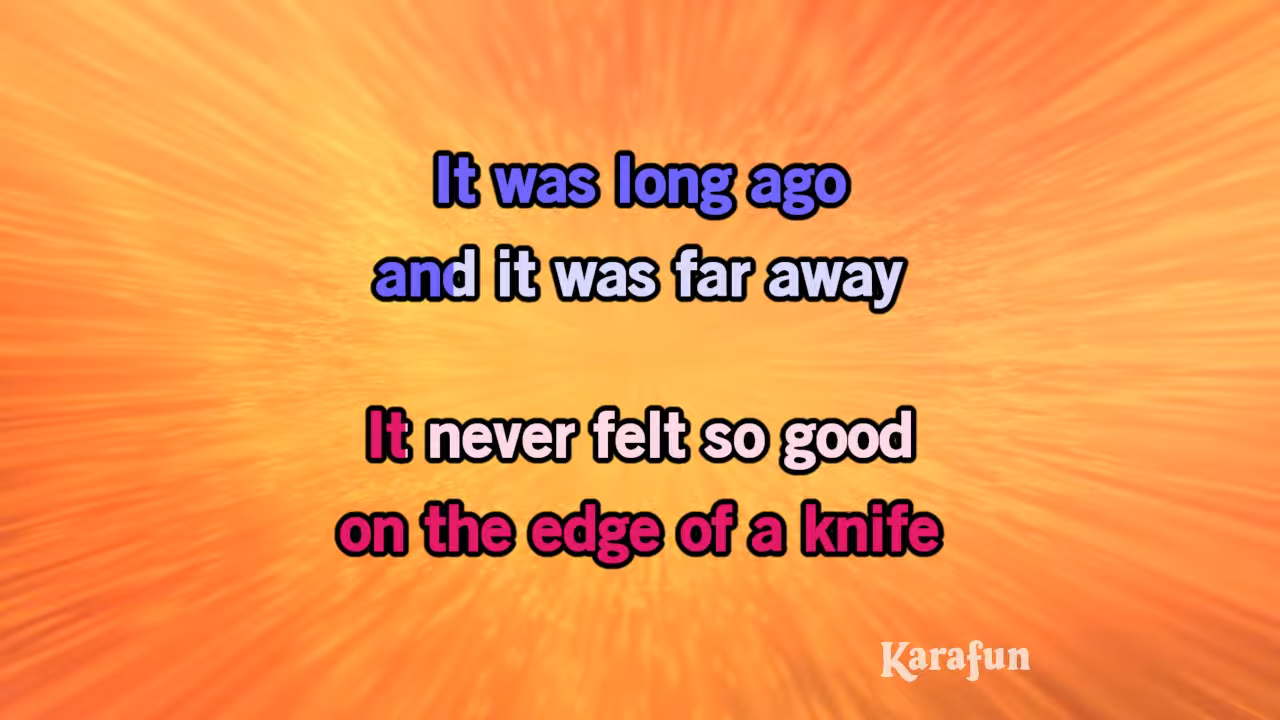 It was long ago
and it was far away
It never felt so good
on the edge of a knife
Karafun